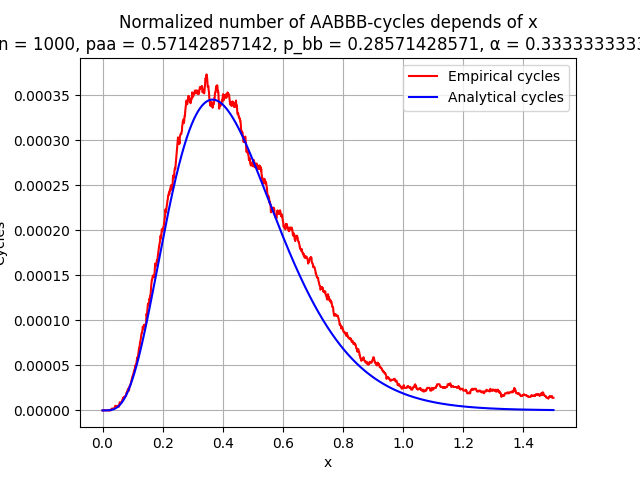 Normalized number of AABBB-cycles depends of x
n = 1000, paa = 0.57142857142, p_bb = 0.28571428571, α = 0.3333333333
Empirical cycles
Analytical cycles
0.00035
0.00030
0.00025
0.00020
0.00015
0.00010
0.00005
0.00000
cycles
0.0 0.2 0.4 0.6 0.8 1.0 1.2 1.4
x